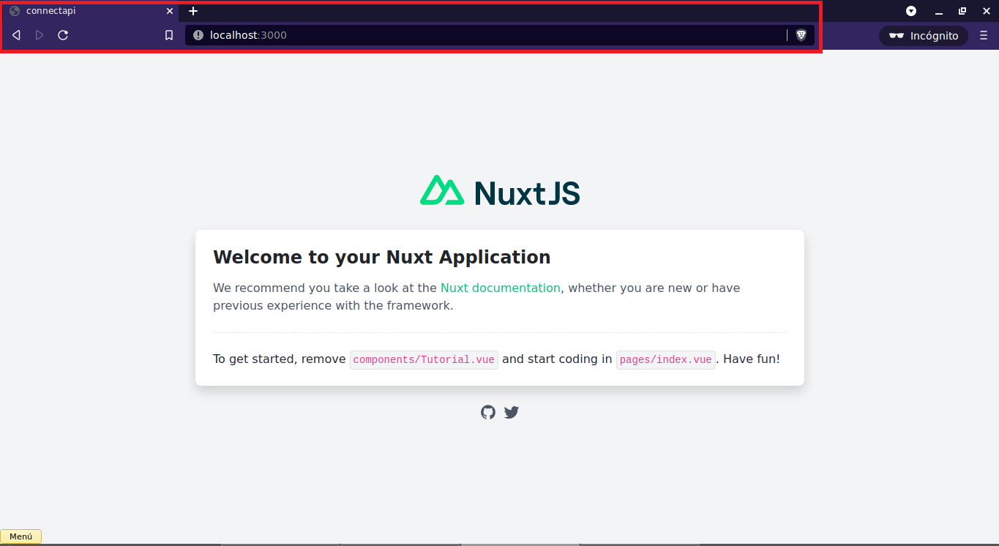 connectapi
localhost:3000
Incógnito
NuxtJS
Welcome to your Nuxt Application
We recommend you take a look at the Nuxt documentation, whether you are new or have
previous experience with the framework.
To get started, remove components/Tutorial.vue and start coding in pages/index.vue. Have fun!
Menú